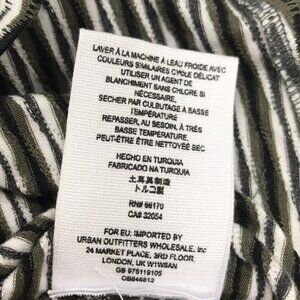 LAVER À LA MACHINE À L'EAU FROIDE AVEC
COULEURS SIMILAIRES CYCLE DÉLICAT
UTILISER UN AGENT DE
BLANCHIMENT SANS CHLORE SI
NÉCESSAIRE,
SECHER PAR CULBUTAGE À BASSE
TEMPÉRATURE
REPASSER, AU BESOIN, À TRÈS
BASSE TEMPÉRATURE.
PEUT-ÊTRE ÊTRE NETTOYÉE SEC
HECHO EN TURQUIA
FABRICADO NA TURQUIA
土耳其制造
トルコ製
RN# 66170
CA# 32054
FOR EU: IMPORTED BY
URBAN OUTFITTERS WHOLESALE, INC
24 MARKET PLACE, 3RD FLOOR
LONDON, UK W1W8AN
GB 975119105
OB646812